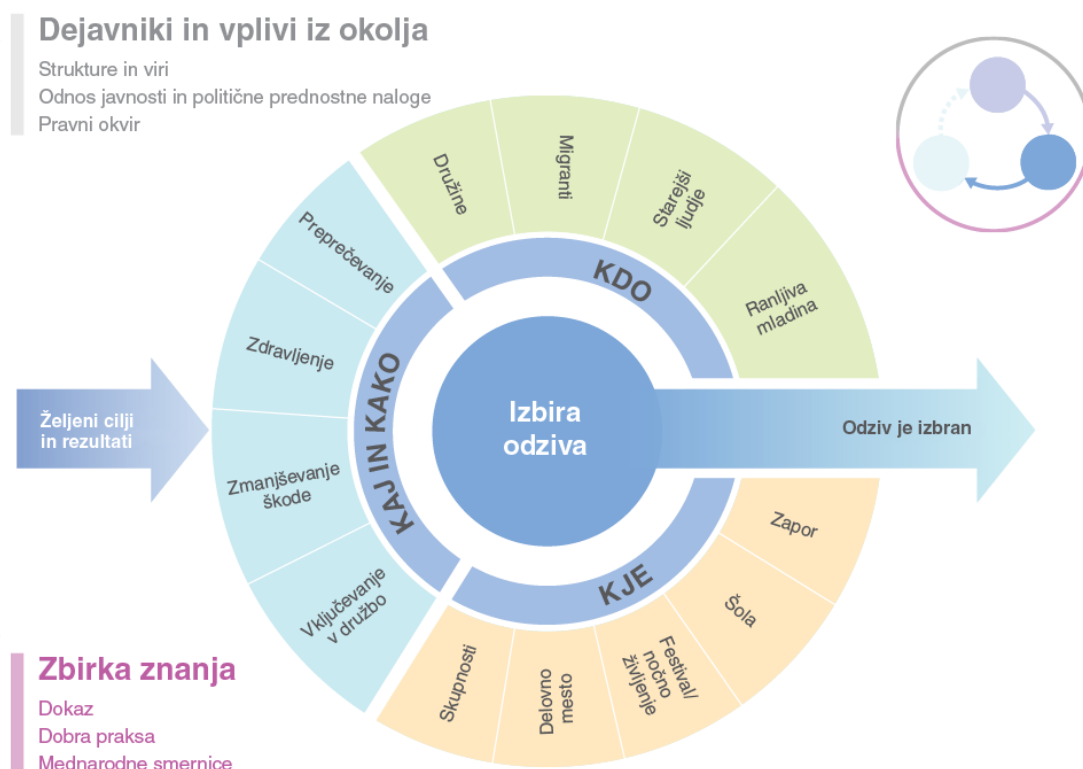 Dejavniki in vplivi iz okolja
Strukture in viri
Odnos javnosti in politične prednostne naloge
Pravni okvir
Družine
Migranti
Starejši
ljudje
Ranljiva
mladina
KDO
Preprečevanje
Zdravljenje
Zmanjševanje
škode
Vključevanje
v družbo
KAJ IN KAKO
Željeni cilji
in rezultati
Izbira
odziva
Odziv je izbran
KJE
Zapor
Šola
Festival/
nočno
življenje
Delovno
mesto
Skupnosti
Zbirka znanja
Dokaz
Dobra praksa
Mednarodne smernice